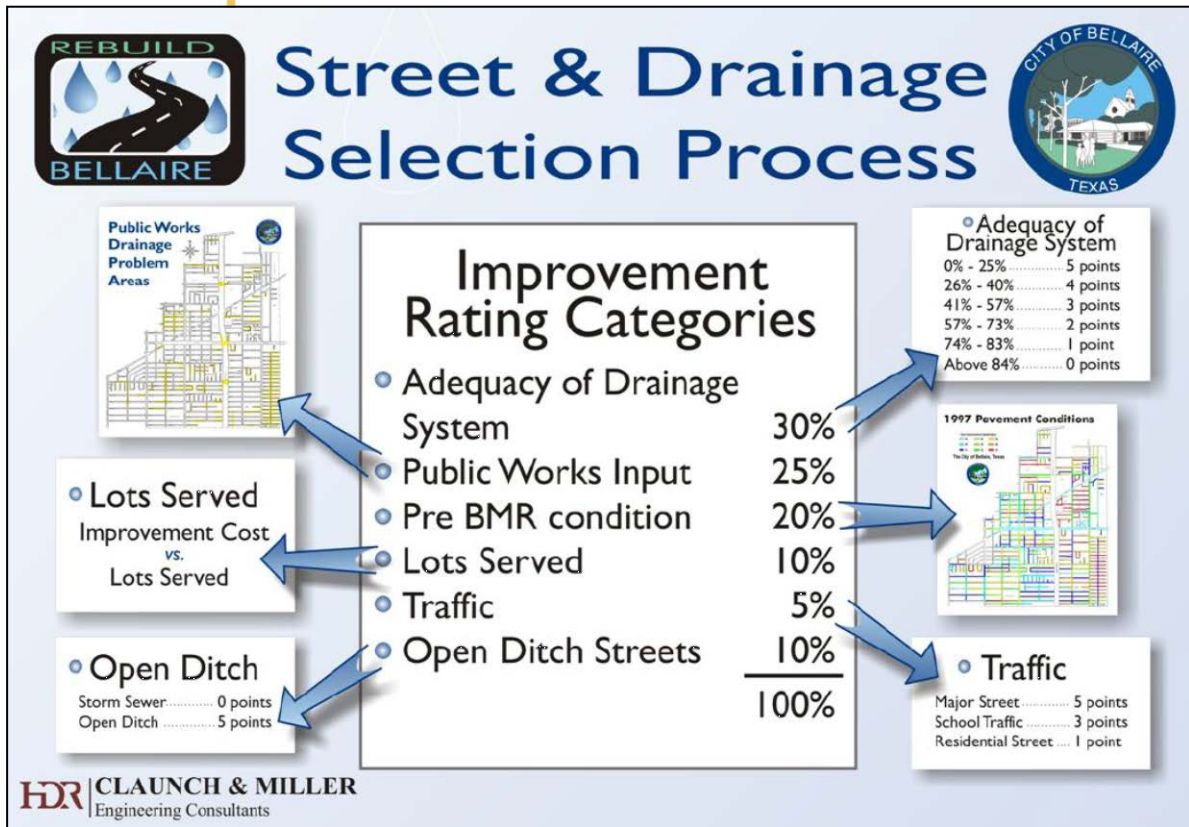 REBUILD
BELLAIRE
Street & Drainage
Selection Process
CITY OF BELLAIRE
TEXAS
Public Works
Drainage
Problem
Areas
Improvement
Rating Categories
Adequacy of Drainage
System 30%
Public Works Input 25%
Pre BMR condition 20%
Lots Served 10%
Traffic 5%
Open Ditch Streets 10%
100%
Adequacy of
Drainage System
0% - 25% ............ 5 points
26% - 40% ............ 4 points
41% - 57% ............ 3 points
57% - 73% ............ 2 points
74% - 83% ............ 1 point
Above 84% ............ 0 points
1997 Pavement Conditions
The City of Bellaire, Texas
Lots Served
Improvement Cost
vs.
Lots Served
Open Ditch
Storm Sewer ............ 0 points
Open Ditch ............ 5 points
Traffic
Major Street ............ 5 points
School Traffic ............ 3 points
Residential Street .... 1 point
HDR CLAUNCH & MILLER
Engineering Consultants